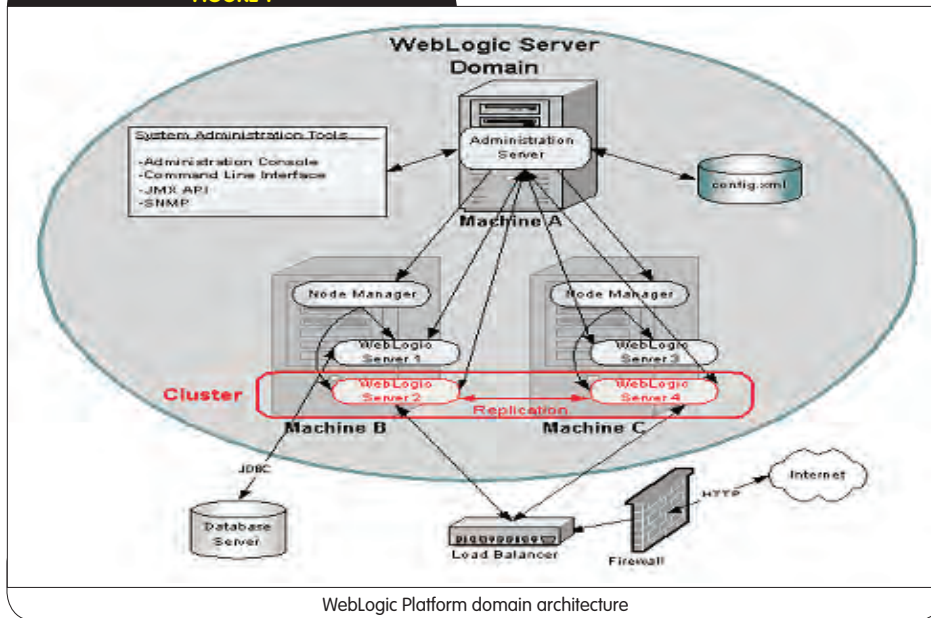 FIGURE 1
WebLogic Server
Domain
System Administration Tools
-Administration Console
-Command Line Interface
-JMX API
-SNMP
Administration
Server
config.xml
Machine A
Node Manager
Node Manager
WebLogic
Server 1
WebLogic
Server 3
Cluster
WebLogic
Server 2
WebLogic
Server 4
Replication
Machine B
Machine C
JDBC
HTTP
Internet
Database
Server
Load Balancer
Firewall
WebLogic Platform domain architecture